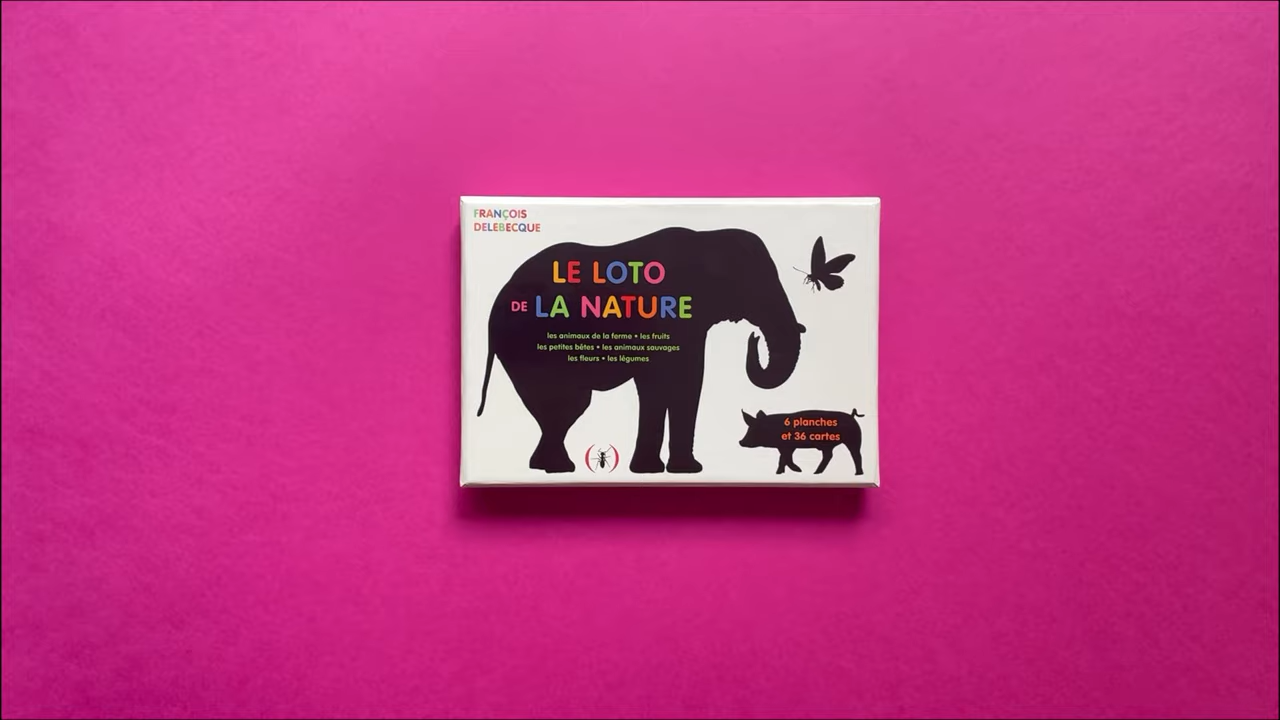 FRANÇOIS
DELEBECQUE
LE LOTO
DE LA NATURE
les animaux de la ferme • les fruits
les petites bêtes • les animaux sauvages
les fleurs • les légumes
6 planches
et 36 cartes